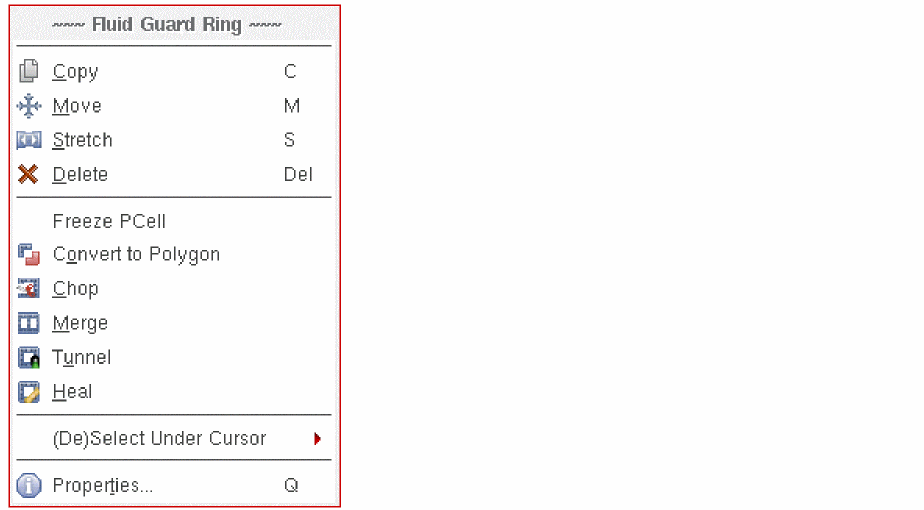 ~~~ Fluid Guard Ring ~~~
Copy C
Move M
Stretch S
Delete Del
Freeze PCell
Convert to Polygon
Chop
Merge
Tunnel
Heal
(De)Select Under Cursor
Properties... Q